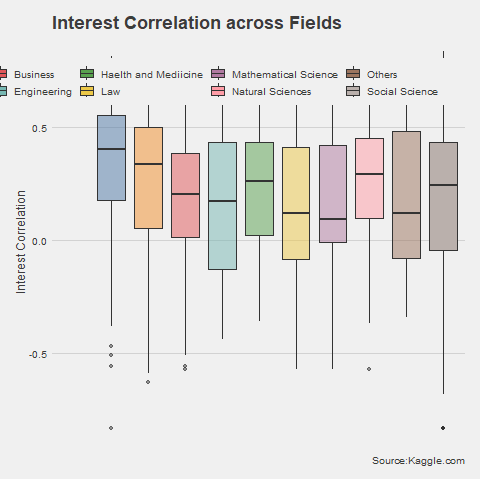 Interest Correlation across Fields
Business Haelth and Mediicine Mathematical Science Others
Engineering Law Natural Sciences Social Science
0.5
0.0
-0.5
Interest Correlation
Source:Kaggle.com